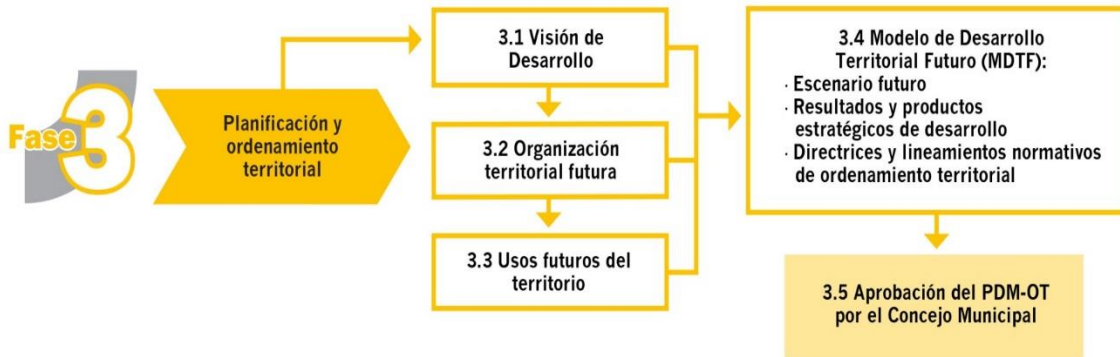 Fase 3
Planificación y
ordenamiento
territorial
3.1 Visión de
Desarrollo
3.2 Organización
territorial futura
3.3 Usos futuros del
territorio
3.4 Modelo de Desarrollo
Territorial Futuro (MDTF):
· Escenario futuro
· Resultados y productos
estratégicos de desarrollo
· Directrices y lineamientos normativos
de ordenamiento territorial
3.5 Aprobación del PDM-OT
por el Concejo Municipal